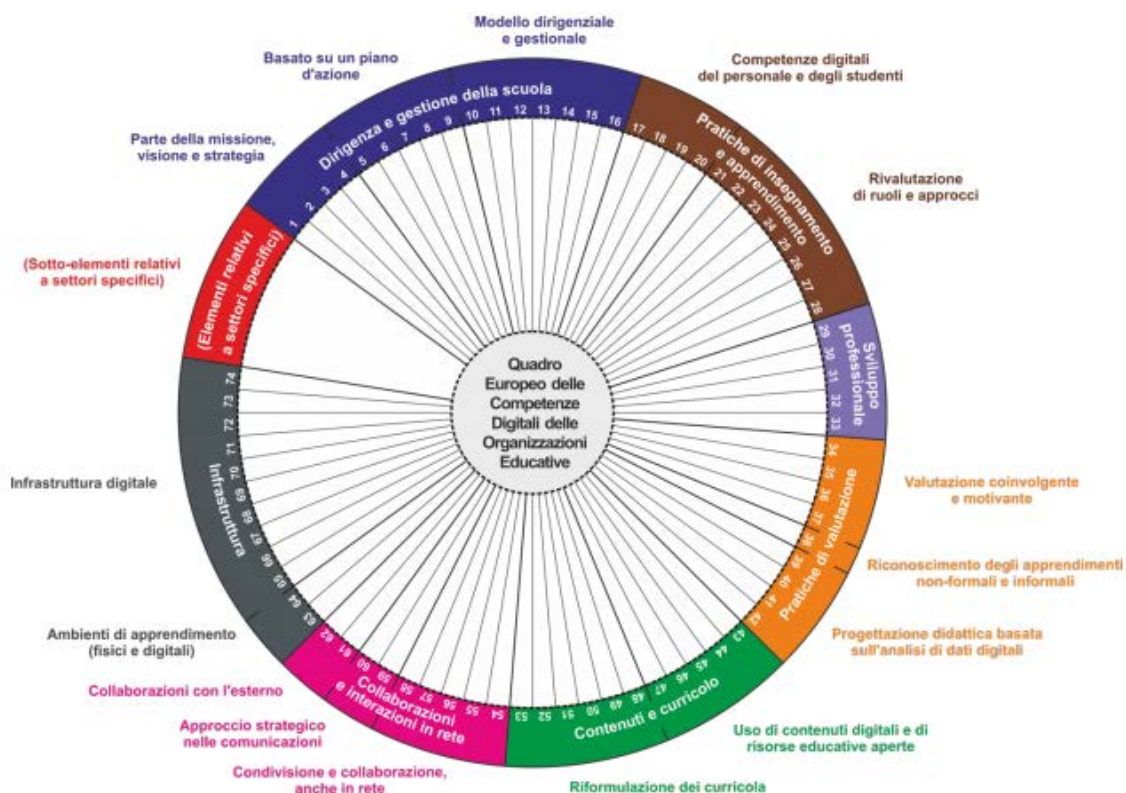 Modello dirigenziale
e gestionale
Basato su un piano
d'azione
Competenze digitali
del personale e degli studenti
Parte della missione,
visione e strategia
Rivalutazione
di ruoli e approcci
(Sotto-elementi relativi
a settori specifici)
Infrastruttura digitale
Valutazione coinvolgente
e motivante
Riconoscimento degli apprendimenti
non-formali e informali
Progettazione didattica basata
sull'analisi di dati digitali
Ambienti di apprendimento
(fisici e digitali)
Collaborazioni con l'esterno
Approccio strategico
nelle comunicazioni
Condivisione e collaborazione,
anche in rete
Uso di contenuti digitali e di
risorse educative aperte
Riformulazione dei curricola
Dirigenza e gestione della scuola
Pratiche di insegnamento
e apprendimento
Sviluppo
professionale
Pratiche di valutazione
Contenuti e curricolo
Collaborazioni
e interazioni in rete
Infrastruttura
(Elementi relativi
a settori specifici)
1 2 3 4 5 6 7 8 9 10 11 12 13 14 15 16
17 18 19 20 21 22 23 24 25 26 27 28
29 30 31 32 33
34 35 36 37 38 39 40 41 42
43 44 45 46 47 48 49 50 51 52 53
54 55 56 57 58 59 60 61 62
63 64 65 66 67 68 69 70 71 72 73 74
Quadro
Europeo delle
Competenze
Digitali delle
Organizzazioni
Educative